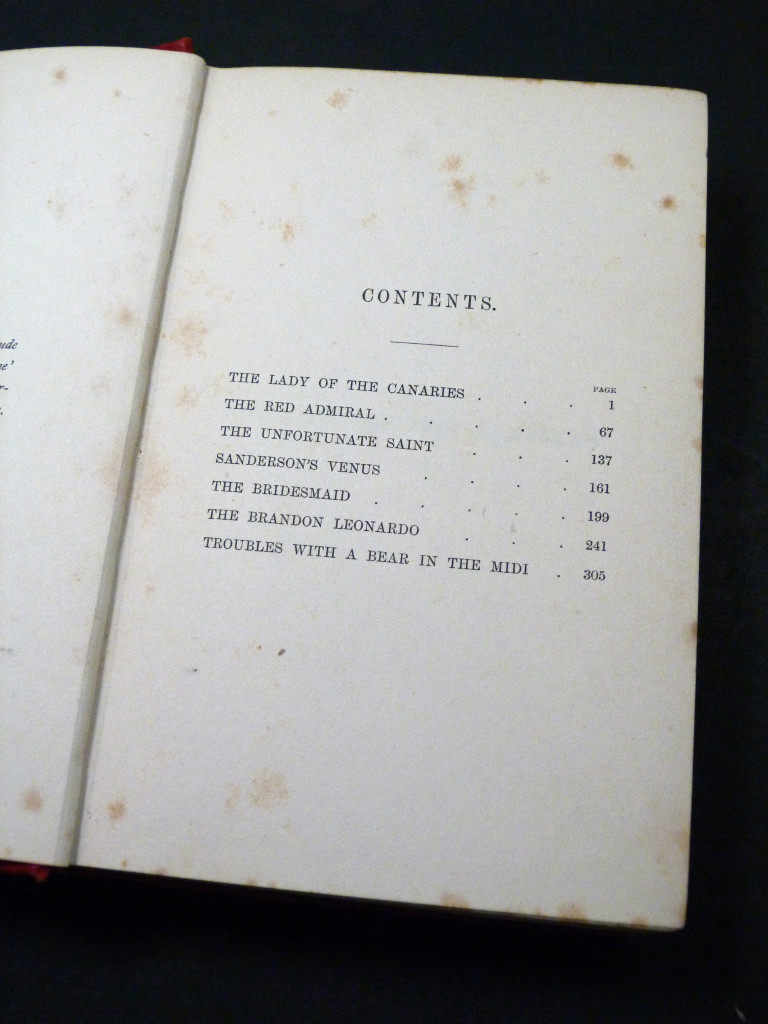 CONTENTS.
PAGE
THE LADY OF THE CANARIES . . . 1
THE RED ADMIRAL . . . . . 67
THE UNFORTUNATE SAINT . . . 137
SANDERSON'S VENUS . . . . 161
THE BRIDESMAID . . . . . 199
THE BRANDON LEONARDO . . . 241
TROUBLES WITH A BEAR IN THE MIDI . 305